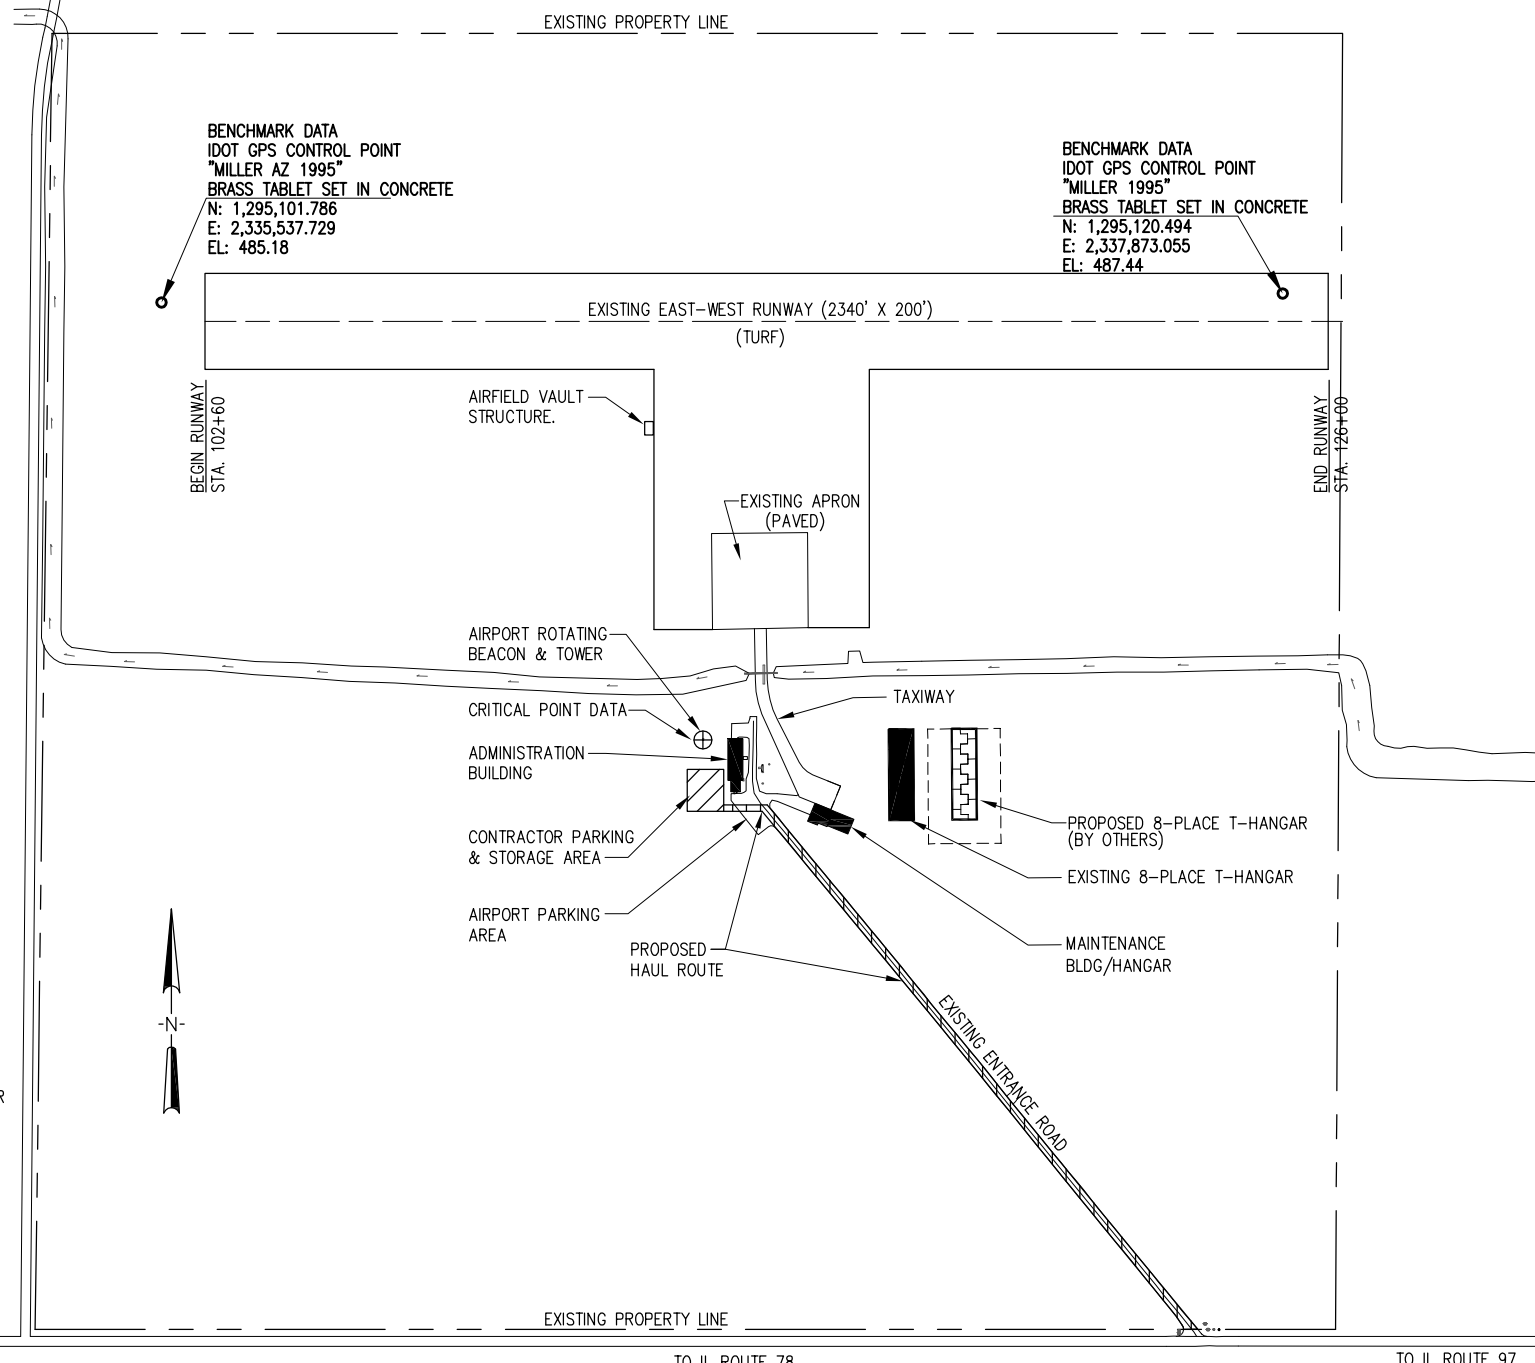 EXISTING PROPERTY LINE
BENCHMARK DATA
IDOT GPS CONTROL POINT
"MILLER AZ 1995"
BRASS TABLET SET IN CONCRETE
N: 1,295,101.786
E: 2,335,537.729
EL: 485.18
BENCHMARK DATA
IDOT GPS CONTROL POINT
"MILLER 1995"
BRASS TABLET SET IN CONCRETE
N: 1,295,120.494
E: 2,337,873.055
EL: 487.44
EXISTING EAST-WEST RUNWAY (2340' X 200')
(TURF)
BEGIN RUNWAY
STA. 102+60
AIRFIELD VAULT
STRUCTURE.
END RUNWAY
STA. 126+00
EXISTING APRON
(PAVED)
AIRPORT ROTATING
BEACON & TOWER
CRITICAL POINT DATA
TAXIWAY
ADMINISTRATION
BUILDING
CONTRACTOR PARKING
& STORAGE AREA
PROPOSED 8-PLACE T-HANGAR
(BY OTHERS)
EXISTING 8-PLACE T-HANGAR
AIRPORT PARKING
AREA
PROPOSED
HAUL ROUTE
MAINTENANCE
BLDG/HANGAR
-N-
EXISTING ENTRANCE ROAD
R
EXISTING PROPERTY LINE
TO IL ROUTE 78
TO IL ROUTE 97